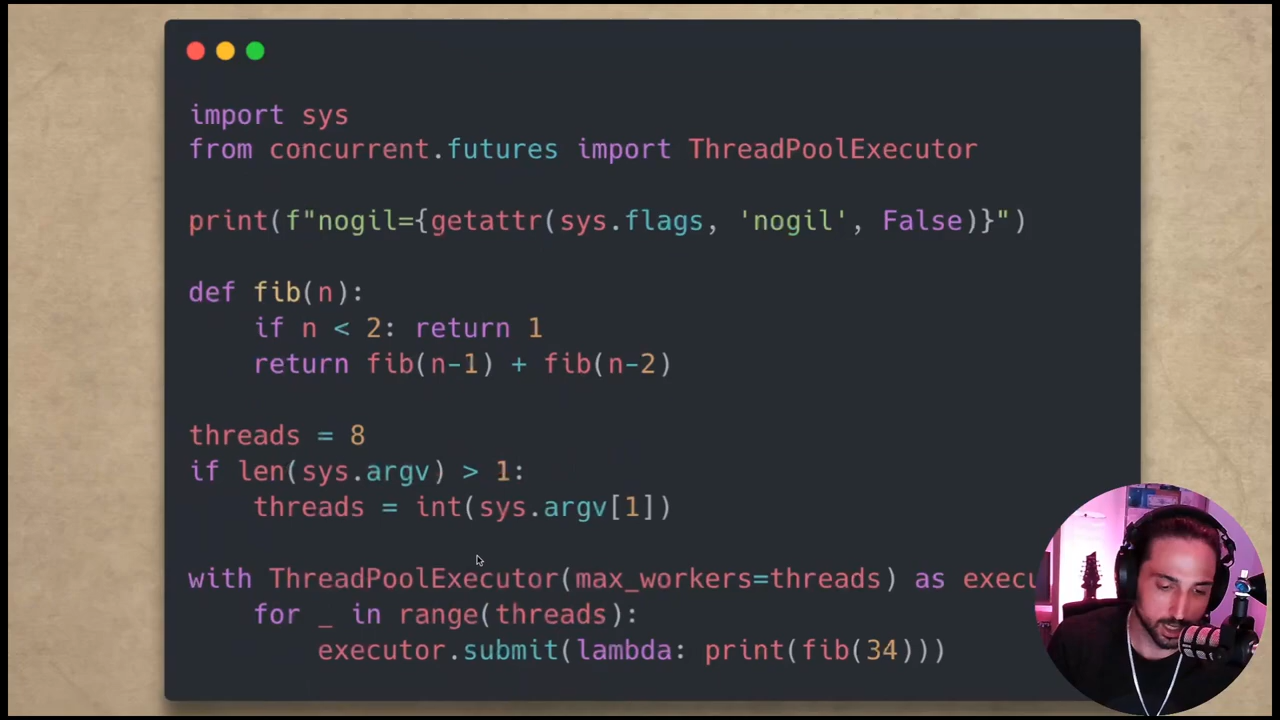 import sys
from concurrent.futures import ThreadPoolExecutor
print(f"nogil={getattr(sys.flags, 'nogil', False)}")
def fib(n):
if n < 2: return 1
return fib(n-1) + fib(n-2)
threads = 8
if len(sys.argv) > 1:
threads = int(sys.argv[1])
with ThreadPoolExecutor(max_workers=threads) as execu
for _ in range(threads):
executor.submit(lambda: print(fib(34)))